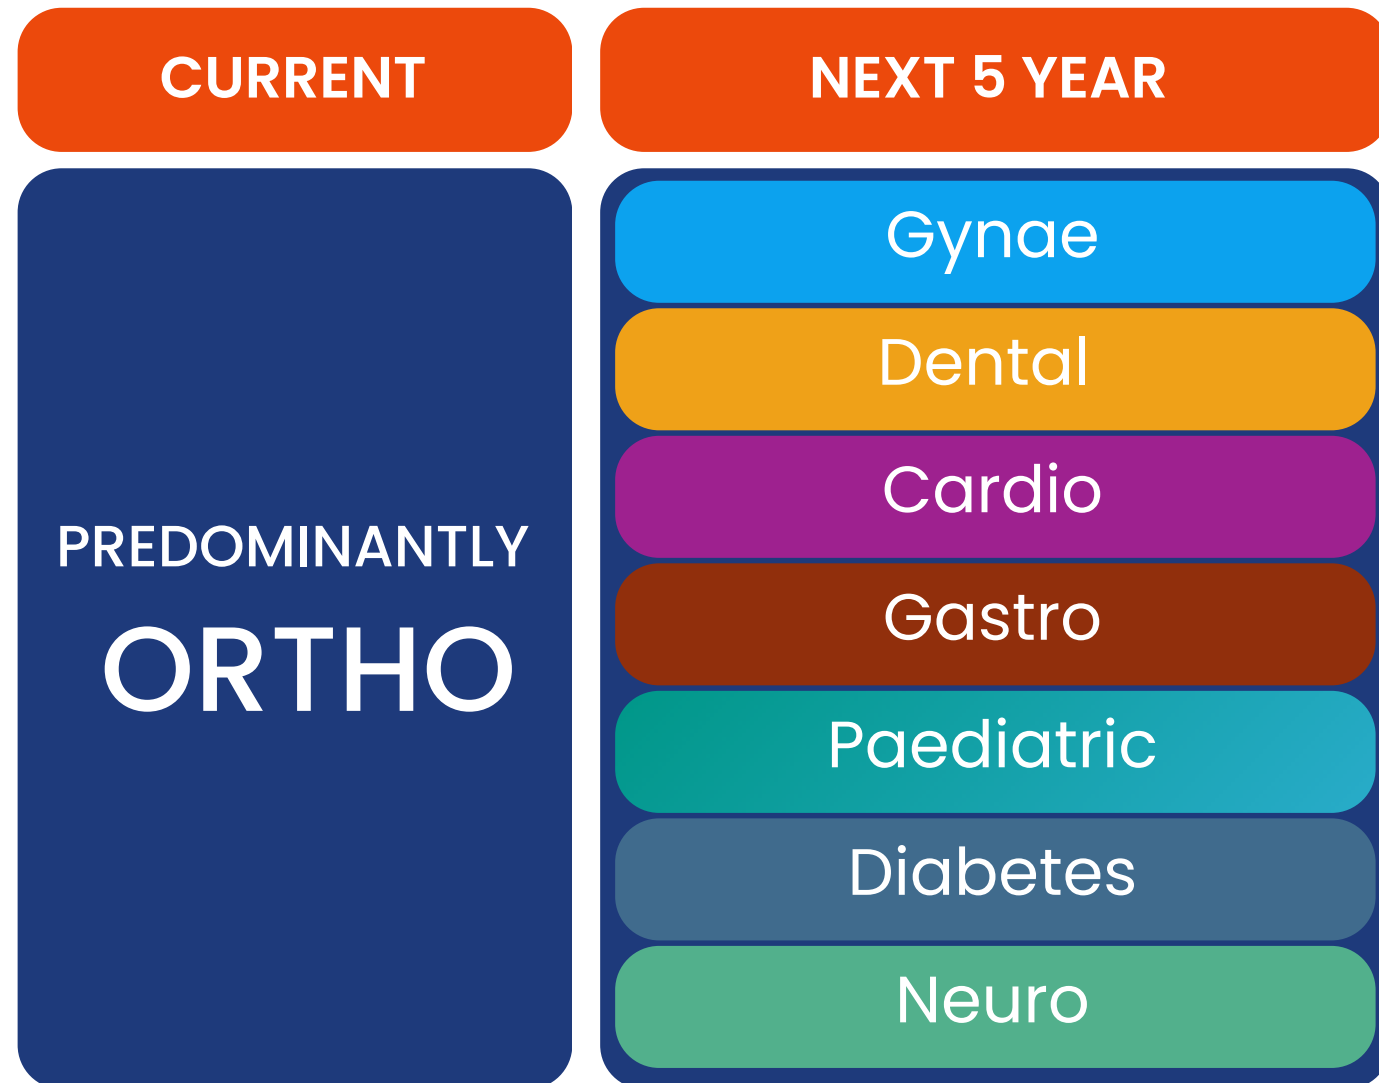 CURRENT
PREDOMINANTLY
ORTHO
NEXT 5 YEAR
Gynae
Dental
Cardio
Gastro
Paediatric
Diabetes
Neuro